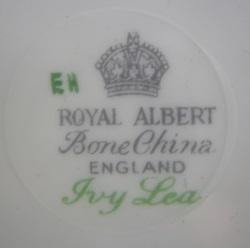 EH
ROYAL ALBERT
Bone China
ENGLAND
Ivy Lea